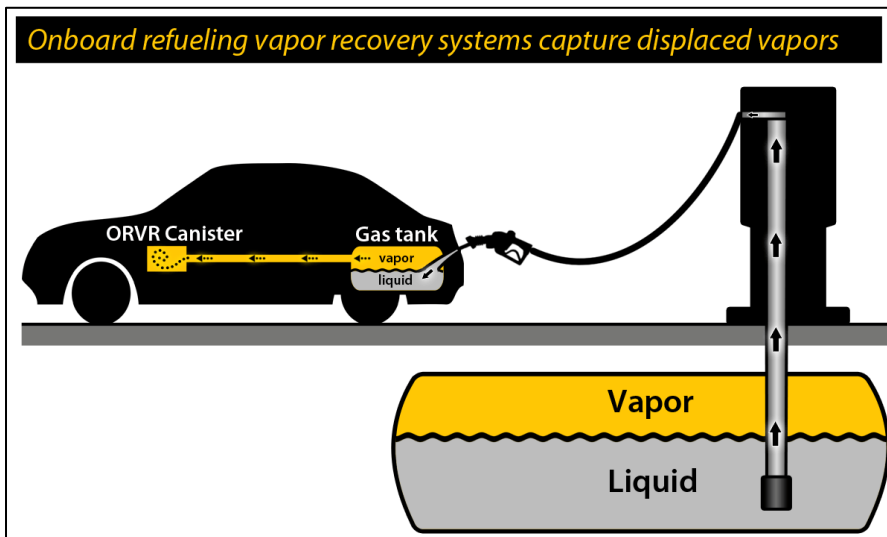 Onboard refueling vapor recovery systems capture displaced vapors
ORVR Canister
Gas tank
vapor
liquid
Vapor
Liquid